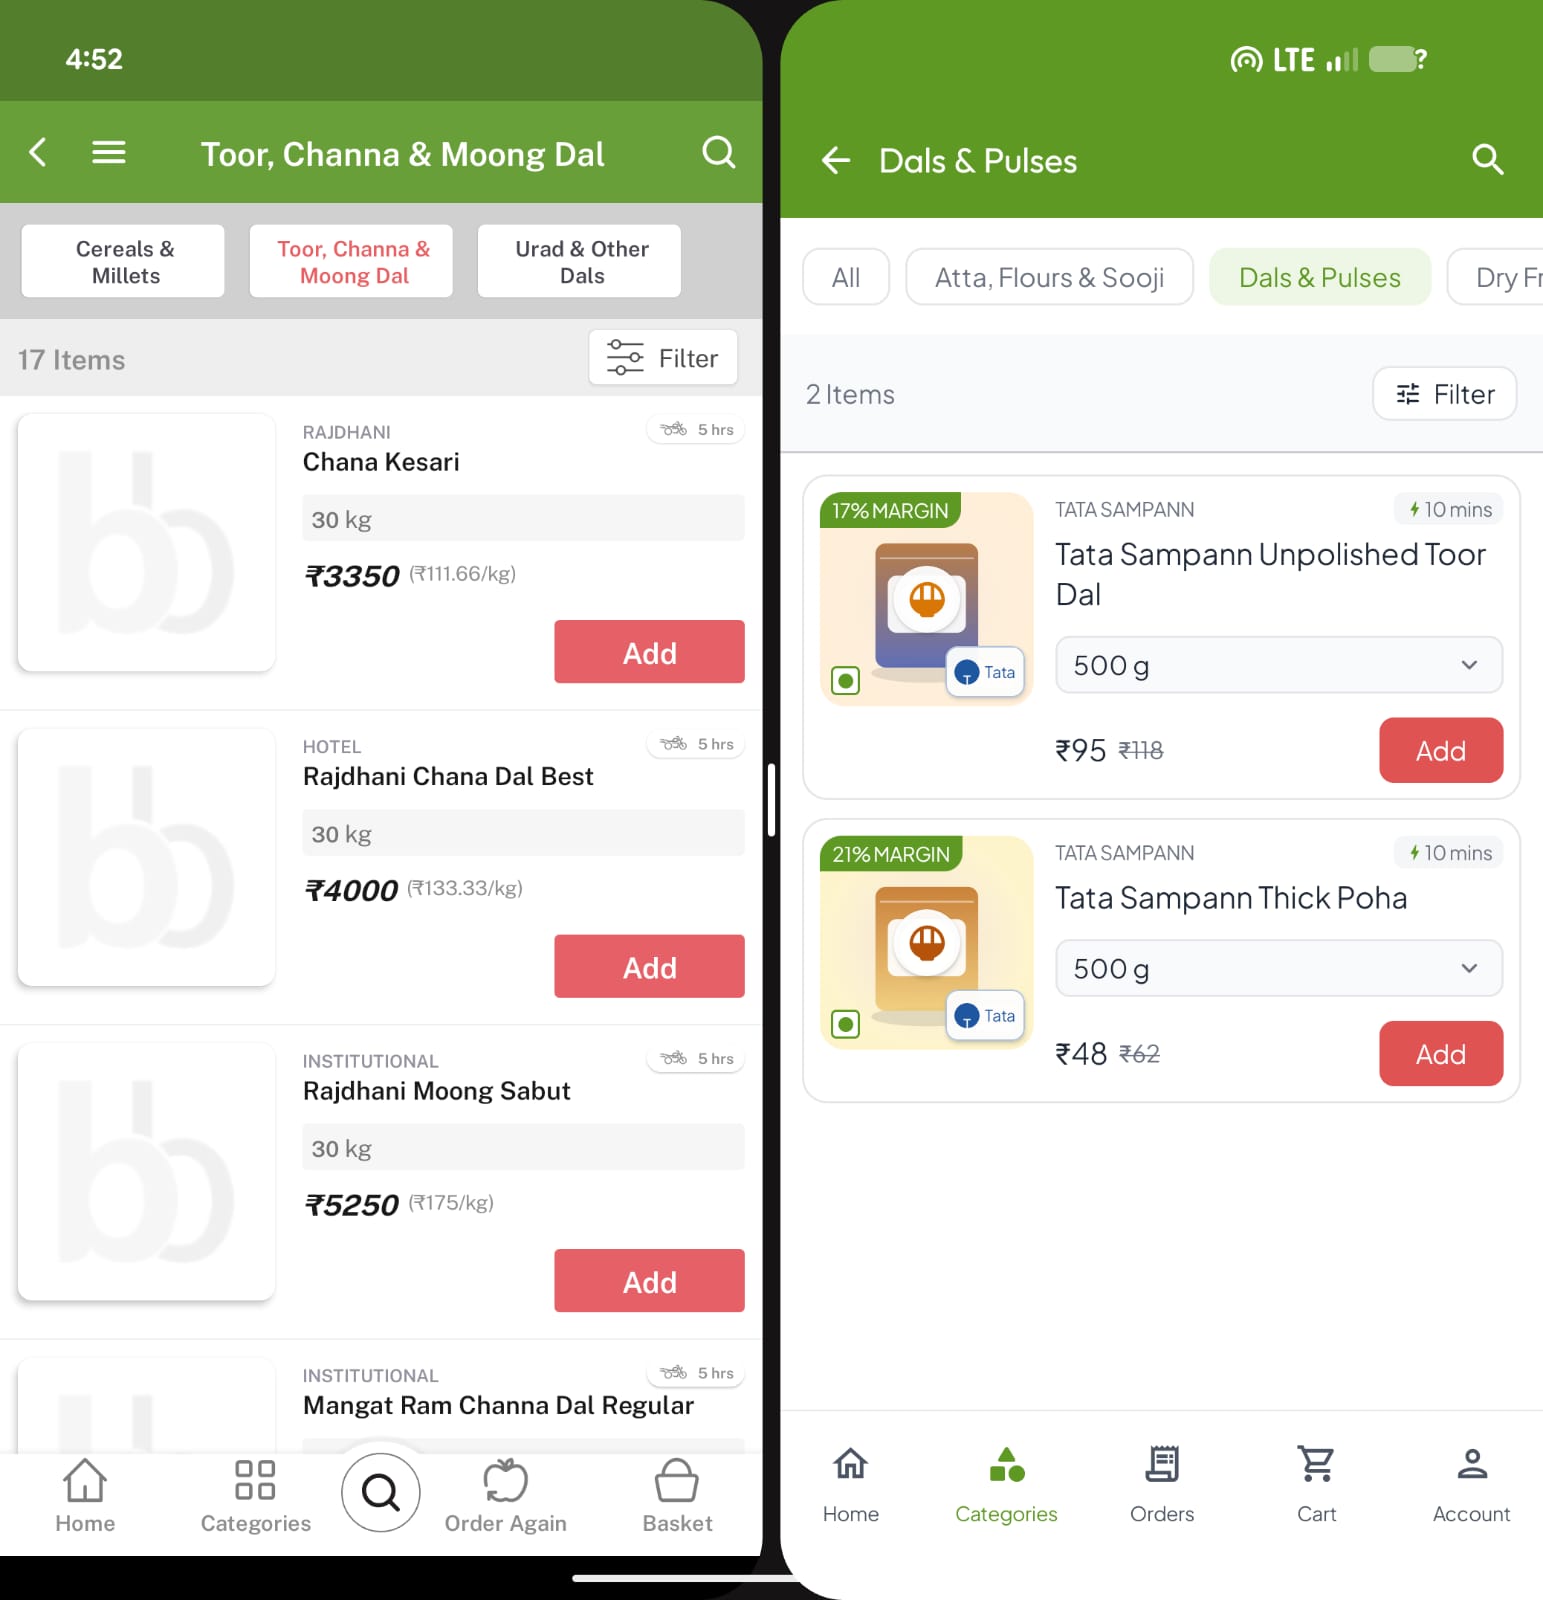 4:52
Toor, Channa & Moong Dal
Cereals &
Millets
Toor, Channa &
Moong Dal
Urad & Other
Dals
17 Items
Filter
RAJDHANI
5 hrs
Chana Kesari
30 kg
₹3350 (₹111.66/kg)
Add
HOTEL
5 hrs
Rajdhani Chana Dal Best
30 kg
₹4000 (₹133.33/kg)
Add
INSTITUTIONAL
5 hrs
Rajdhani Moong Sabut
30 kg
₹5250 (₹175/kg)
Add
INSTITUTIONAL
5 hrs
Mangat Ram Channa Dal Regular
Home
Categories
Order Again
Basket
LTE ?
Dals & Pulses
All
Atta, Flours & Sooji
Dals & Pulses
Dry Fr
2 Items
Filter
17% MARGIN
TATA SAMPANN
10 mins
Tata Sampann Unpolished Toor
Dal
T Tata
500 g
₹95 ₹118
Add
21% MARGIN
TATA SAMPANN
10 mins
Tata Sampann Thick Poha
T Tata
500 g
₹48 ₹62
Add
Home
Categories
Orders
Cart
Account